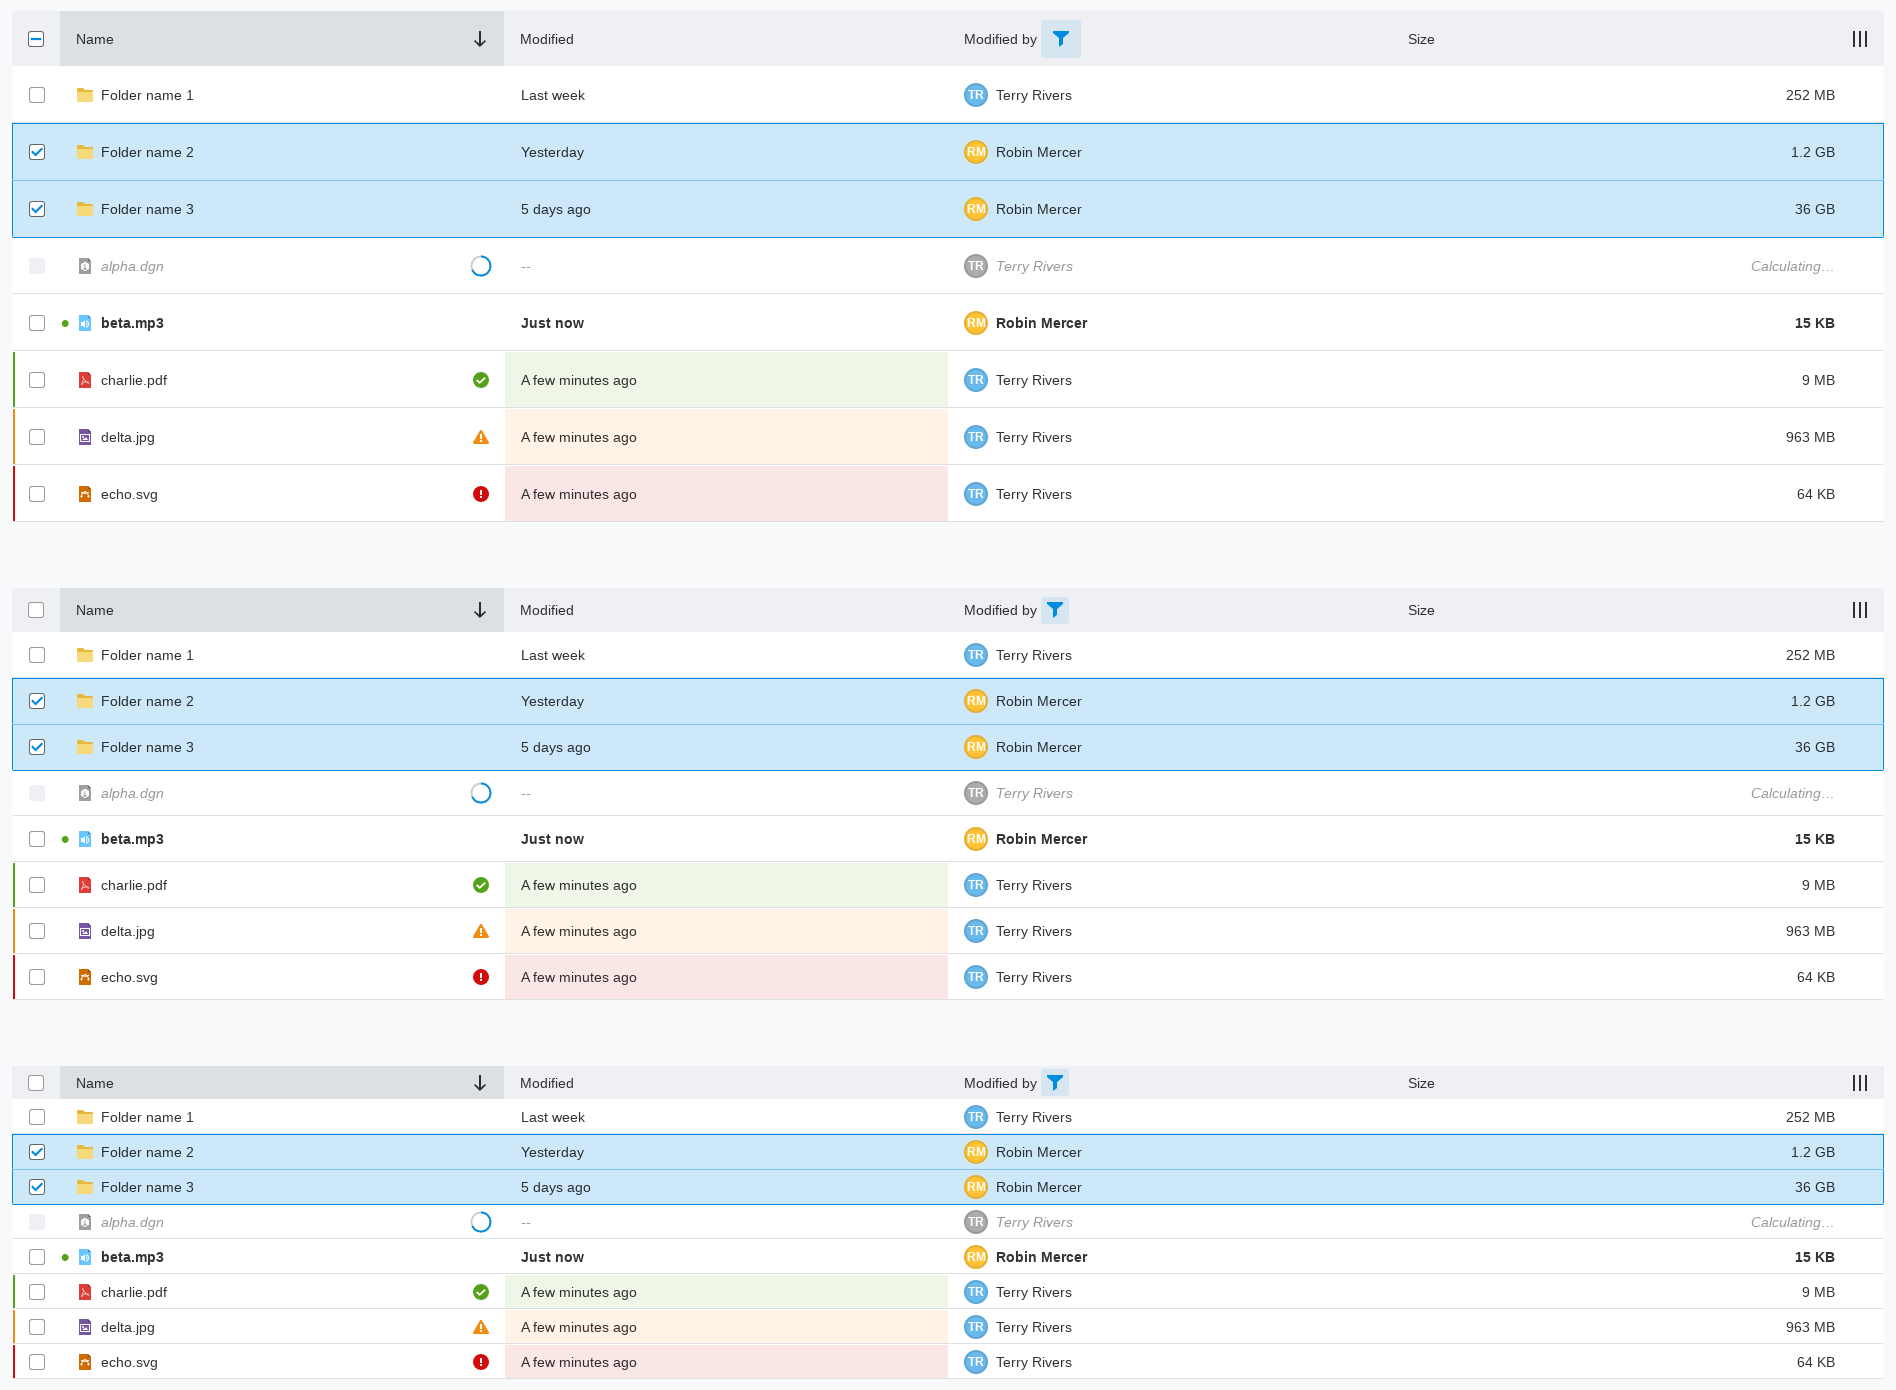 Name Modified Modified by Size
Folder name 1 Last week TR Terry Rivers 252 MB
Folder name 2 Yesterday RM Robin Mercer 1.2 GB
Folder name 3 5 days ago RM Robin Mercer 36 GB
alpha.dgn -- TR Terry Rivers Calculating…
beta.mp3 Just now RM Robin Mercer 15 KB
charlie.pdf A few minutes ago TR Terry Rivers 9 MB
delta.jpg A few minutes ago TR Terry Rivers 963 MB
echo.svg A few minutes ago TR Terry Rivers 64 KB
Name Modified Modified by Size
Folder name 1 Last week TR Terry Rivers 252 MB
Folder name 2 Yesterday RM Robin Mercer 1.2 GB
Folder name 3 5 days ago RM Robin Mercer 36 GB
alpha.dgn -- TR Terry Rivers Calculating…
beta.mp3 Just now RM Robin Mercer 15 KB
charlie.pdf A few minutes ago TR Terry Rivers 9 MB
delta.jpg A few minutes ago TR Terry Rivers 963 MB
echo.svg A few minutes ago TR Terry Rivers 64 KB
Name Modified Modified by Size
Folder name 1 Last week TR Terry Rivers 252 MB
Folder name 2 Yesterday RM Robin Mercer 1.2 GB
Folder name 3 5 days ago RM Robin Mercer 36 GB
alpha.dgn -- TR Terry Rivers Calculating…
beta.mp3 Just now RM Robin Mercer 15 KB
charlie.pdf A few minutes ago TR Terry Rivers 9 MB
delta.jpg A few minutes ago TR Terry Rivers 963 MB
echo.svg A few minutes ago TR Terry Rivers 64 KB